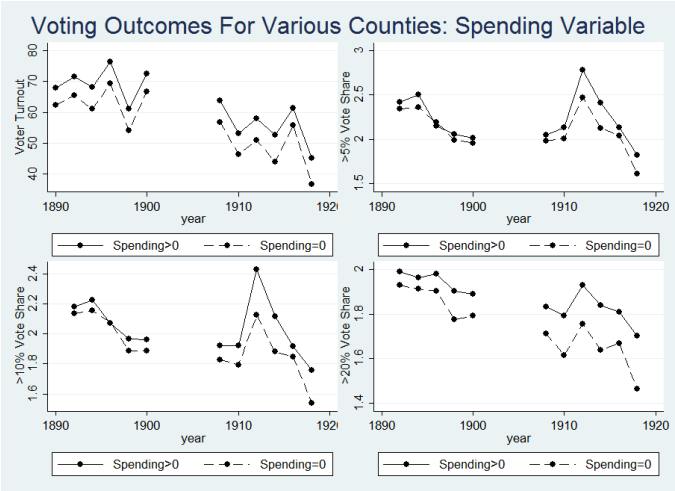 Voting Outcomes For Various Counties: Spending Variable
Voter Turnout
80
70
60
50
40
1890 1900 1910 1920
year
Spending>0 Spending=0
>5% Vote Share
3
2.5
2
1.5
1890 1900 1910 1920
year
Spending>0 Spending=0
>10% Vote Share
2.4
2.2
2
1.8
1.6
1890 1900 1910 1920
year
Spending>0 Spending=0
>20% Vote Share
2
1.8
1.6
1.4
1890 1900 1910 1920
year
Spending>0 Spending=0